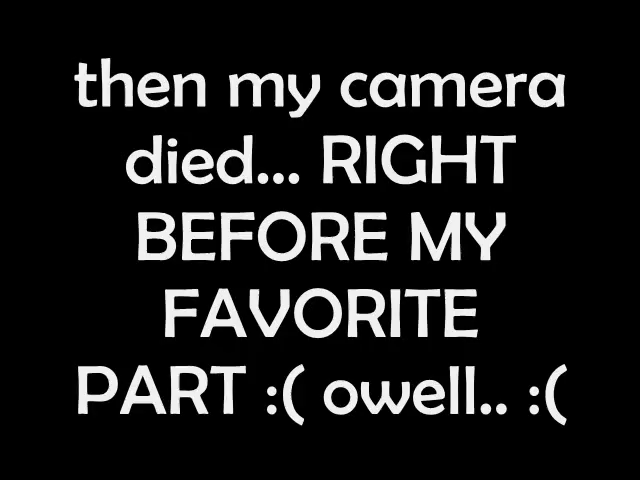 then my camera
died... RIGHT
BEFORE MY
FAVORITE
PART :( owell.. :(